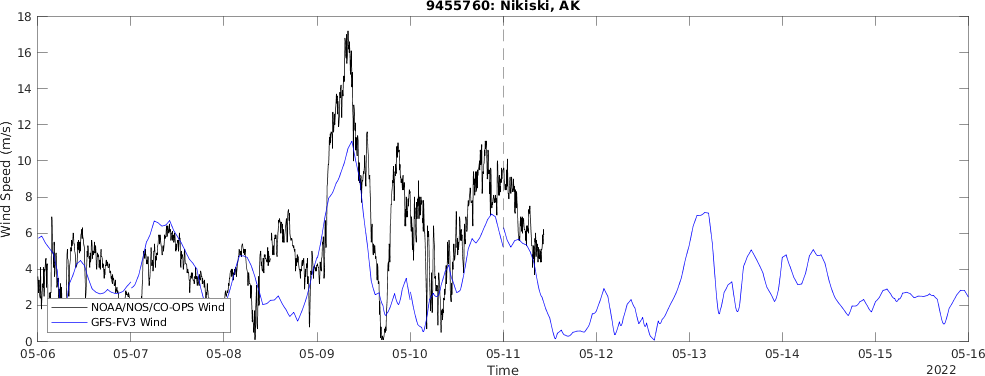 9455760: Nikiski, AK
18
16
14
12
10
8
6
4
2
0
Wind Speed (m/s)
NOAA/NOS/CO-OPS Wind
GFS-FV3 Wind
05-06 05-07 05-08 05-09 05-10 05-11 05-12 05-13 05-14 05-15 05-16
Time
2022